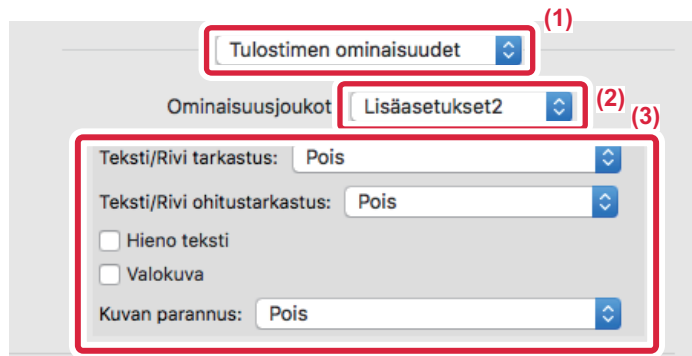 (1)
Tulostimen ominaisuudet
Ominaisuusjoukot Lisäasetukset2 (2)
(3)
Teksti/Rivi tarkastus: Pois
Teksti/Rivi ohitustarkastus: Pois
Hieno teksti
Valokuva
Kuvan parannus: Pois